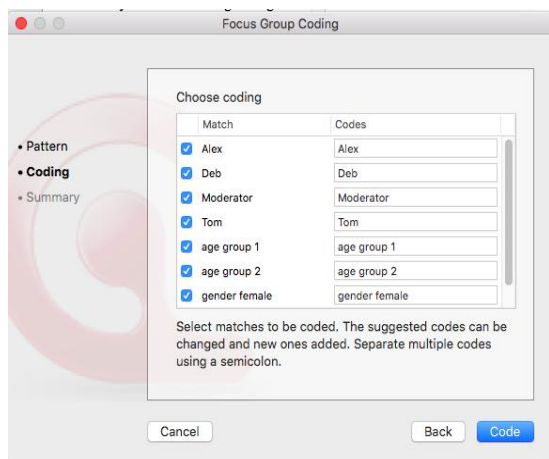 Focus Group Coding
Choose coding
Match Codes
• Pattern
• Coding
• Summary
Alex Alex
Deb Deb
Moderator Moderator
Tom Tom
age group 1 age group 1
age group 2 age group 2
gender female gender female
Select matches to be coded. The suggested codes can be
changed and new ones added. Separate multiple codes
using a semicolon.
Cancel Back Code